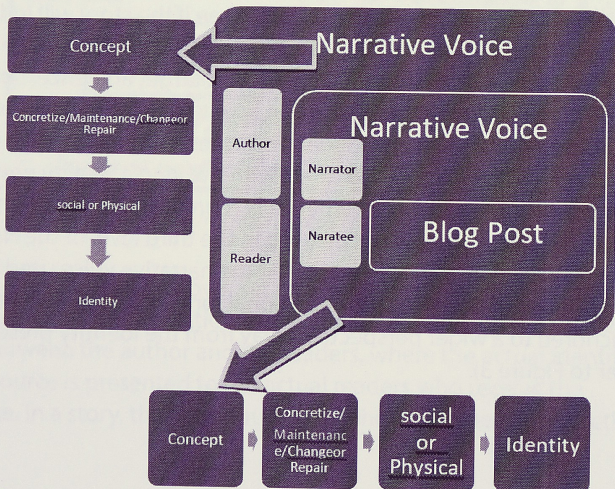 Concept
Concretize/Maintenance/Changeor
Repair
social or Physical
Identity
Narrative Voice
Author
Reader
Narrative Voice
Narrator
Naratee
Blog Post
Concept
Concretize/
Maintenanc
e/Changeor
Repair
social
or
Physical
Identity